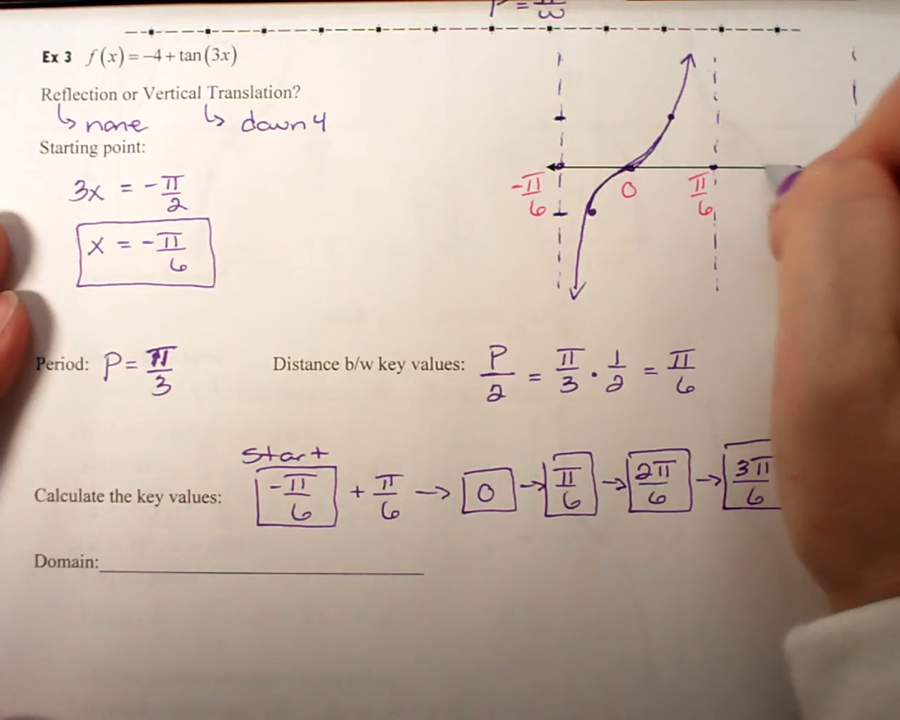 P = π/ω
Ex 3 f(x) = −4 + tan(3x)
Reflection or Vertical Translation?
↳ none ↳ down 4
Starting point:
3x = -π/2
x = -π/6
-π/6 0 π/6
Period: P = π/3 Distance b/w key values: P/2 = π/3 · 1/2 = π/6
Start
Calculate the key values: -π/6 + π/6 → 0 → π/6 → 2π/6 → 3π/6
Domain: